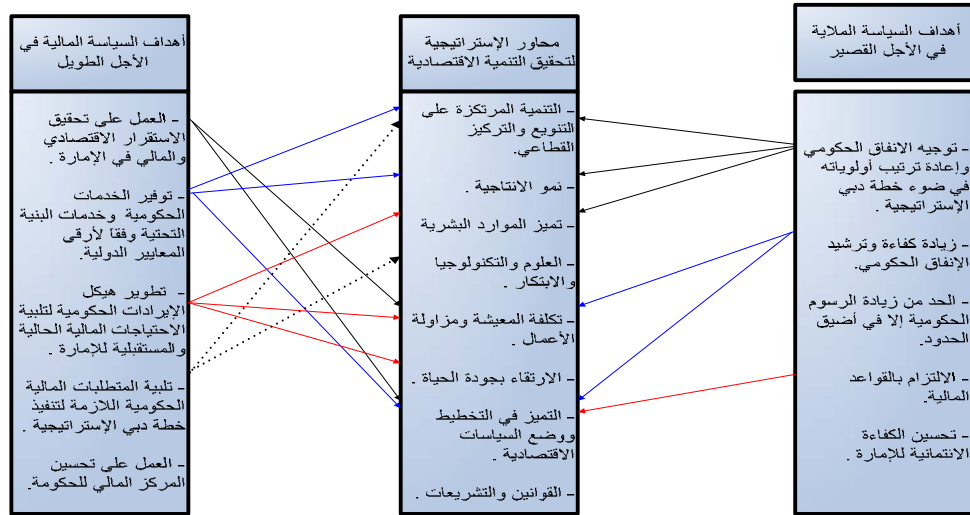 أهداف السياسة الملاية
في الأجل القصير
- توجيه الانفاق الحكومي
وإعادة ترتيب أولوياته
في ضوء خطة دبي
الإستراتيجية .
- زيادة كفاءة وترشيد
الإنفاق الحكومي.
- الحد من زيادة الرسوم
الحكومية إلا في أضيق
الحدود.
- الالتزام بالقواعد
المالية.
- تحسين الكفاءة
الائتمانية للإمارة .
محاور الإستراتيجية
لتحقيق التنمية الاقتصادية
- التنمية المرتكزة على
التنويع والتركيز
القطاعي.
- نمو الانتاجية .
- تميز الموارد البشرية
- العلوم والتكنولوجيا
والابتكار .
- تكلفة المعيشة ومزاولة
الأعمال .
- الارتقاء بجودة الحياة .
- التميز في التخطيط
ووضع السياسات
الاقتصادية .
- القوانين والتشريعات .
أهداف السياسة المالية في
الأجل الطويل
- العمل على تحقيق
الاستقرار الاقتصادي
والمالي في الإمارة .
- توفير الخدمات
الحكومية وخدمات البنية
التحتية وفقا لأرقى
المعايير الدولية.
- تطوير هيكل
الإيرادات الحكومية لتلبية
الاحتياجات المالية الحالية
والمستقبلية للإمارة .
- تلبية المتطلبات المالية
الحكومية اللازمة لتنفيذ
خطة دبي الإستراتيجية .
- العمل على تحسين
المركز المالي للحكومة.